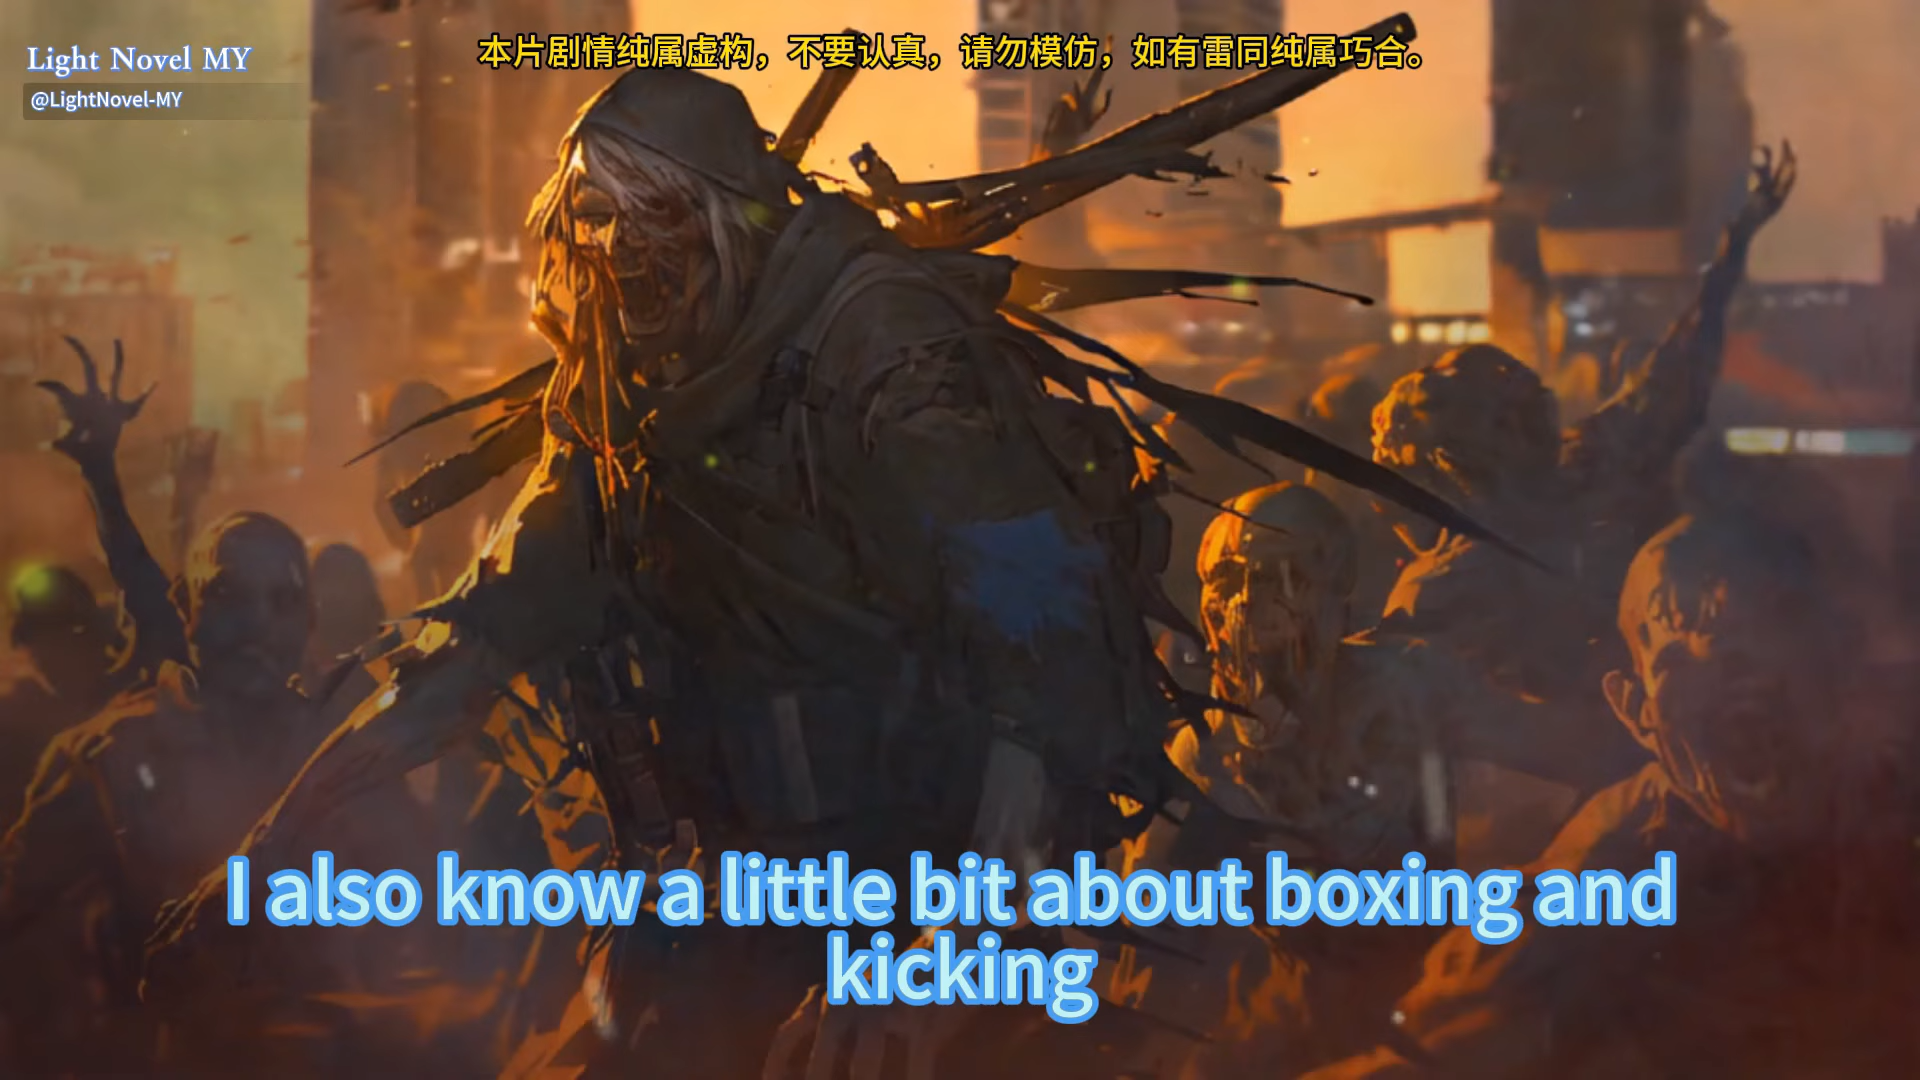 本片剧情纯属虚构，不要认真，请勿模仿，如有雷同纯属巧合。
Light Novel MY
@LightNovel-MY
I also know a little bit about boxing and
kicking